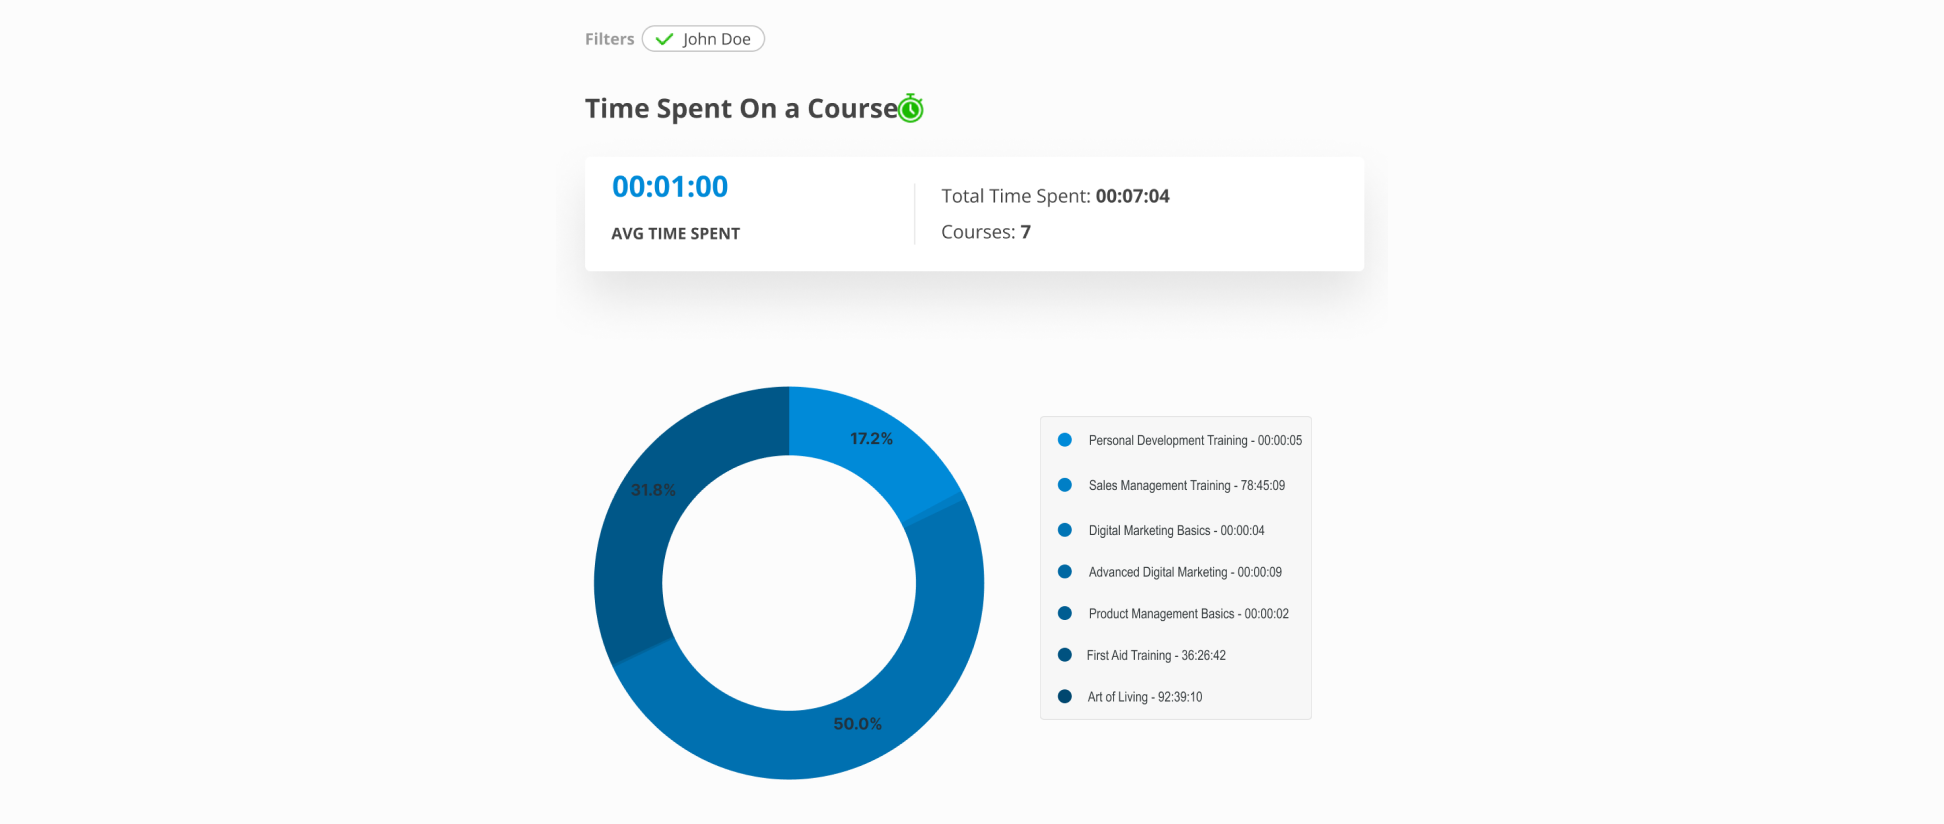 Filters John Doe
Time Spent On a Course
00:01:00
AVG TIME SPENT
Total Time Spent: 00:07:04
Courses: 7
17.2%
31.8%
50.0%
Personal Development Training - 00:00:05
Sales Management Training - 78:45:09
Digital Marketing Basics - 00:00:04
Advanced Digital Marketing - 00:00:09
Product Management Basics - 00:00:02
First Aid Training - 36:26:42
Art of Living - 92:39:10